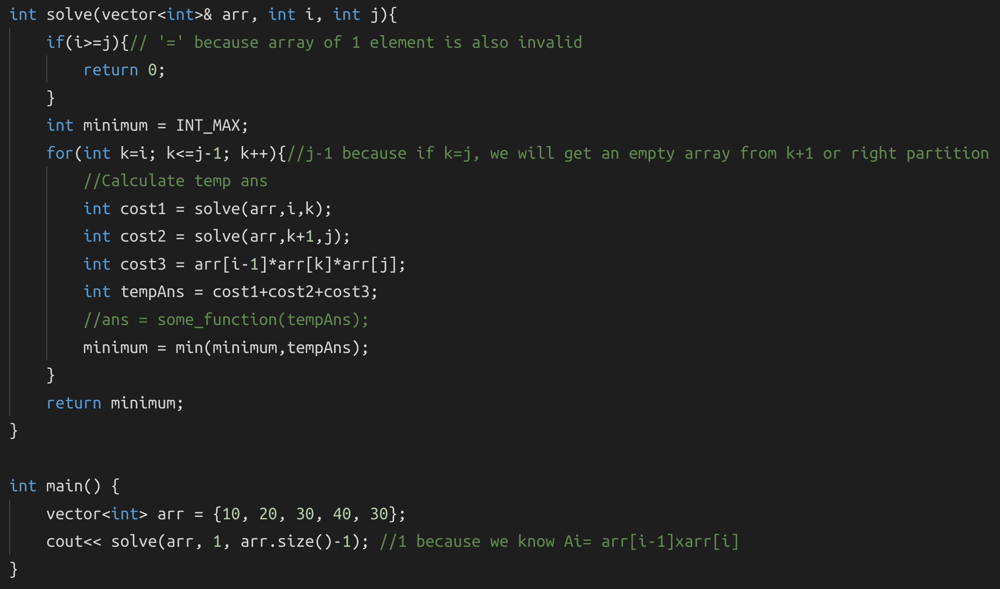 int solve(vector<int>& arr, int i, int j){
    if(i>=j){// '=' because array of 1 element is also invalid
        return 0;
    }
    int minimum = INT_MAX;
    for(int k=i; k<=j-1; k++){//j-1 because if k=j, we will get an empty array from k+1 or right partition
        //Calculate temp ans
        int cost1 = solve(arr,i,k);
        int cost2 = solve(arr,k+1,j);
        int cost3 = arr[i-1]*arr[k]*arr[j];
        int tempAns = cost1+cost2+cost3;
        //ans = some_function(tempAns);
        minimum = min(minimum,tempAns);
    }
    return minimum;
}

int main() {
    vector<int> arr = {10, 20, 30, 40, 30};
    cout<< solve(arr, 1, arr.size()-1); //1 because we know Ai= arr[i-1]xarr[i]
}